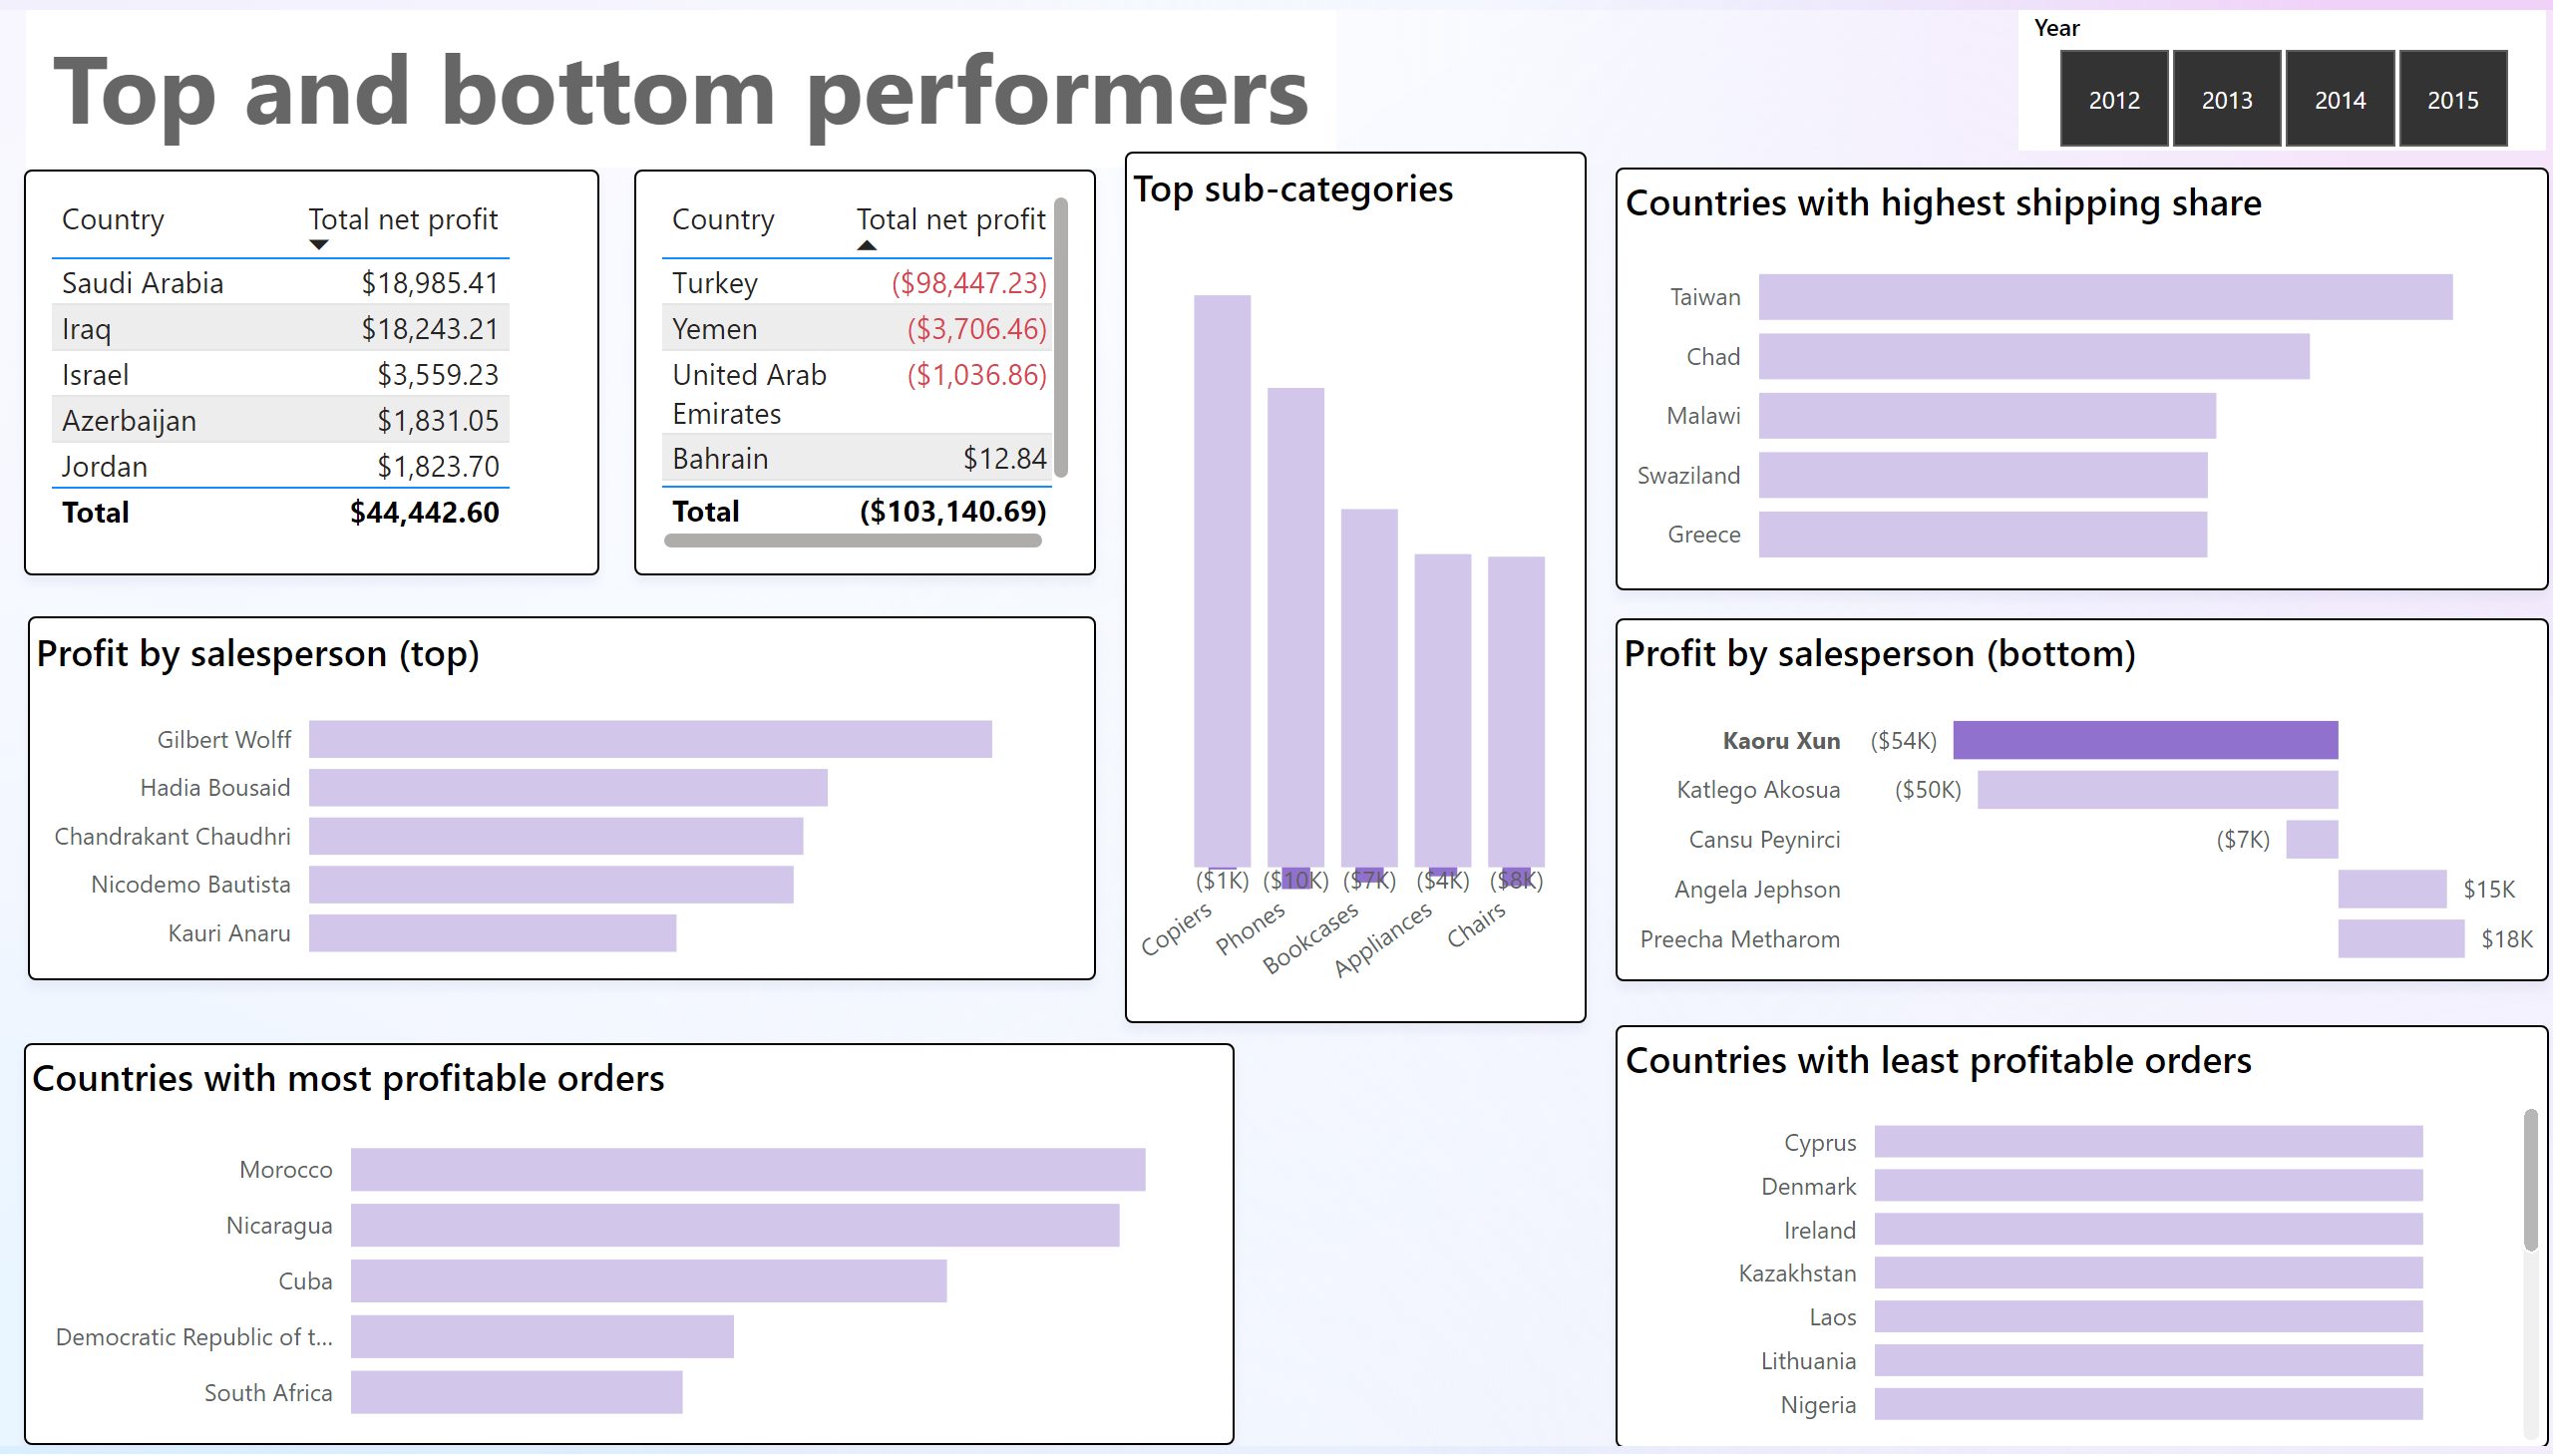 Top and bottom performers
Year
2012 2013 2014 2015
Country Total net profit
Saudi Arabia $18,985.41
Iraq $18,243.21
Israel $3,559.23
Azerbaijan $1,831.05
Jordan $1,823.70
Total $44,442.60
Country Total net profit
Turkey ($98,447.23)
Yemen ($3,706.46)
United Arab ($1,036.86)
Emirates
Bahrain $12.84
Total ($103,140.69)
Top sub-categories
($1K) ($10K) ($7K) ($4K) ($8K)
Copiers Phones Bookcases Appliances Chairs
Countries with highest shipping share
Taiwan
Chad
Malawi
Swaziland
Greece
Profit by salesperson (top)
Gilbert Wolff
Hadia Bousaid
Chandrakant Chaudhri
Nicodemo Bautista
Kauri Anaru
Profit by salesperson (bottom)
Kaoru Xun ($54K)
Katlego Akosua ($50K)
Cansu Peynirci ($7K)
Angela Jephson $15K
Preecha Metharom $18K
Countries with most profitable orders
Morocco
Nicaragua
Cuba
Democratic Republic of t...
South Africa
Countries with least profitable orders
Cyprus
Denmark
Ireland
Kazakhstan
Laos
Lithuania
Nigeria